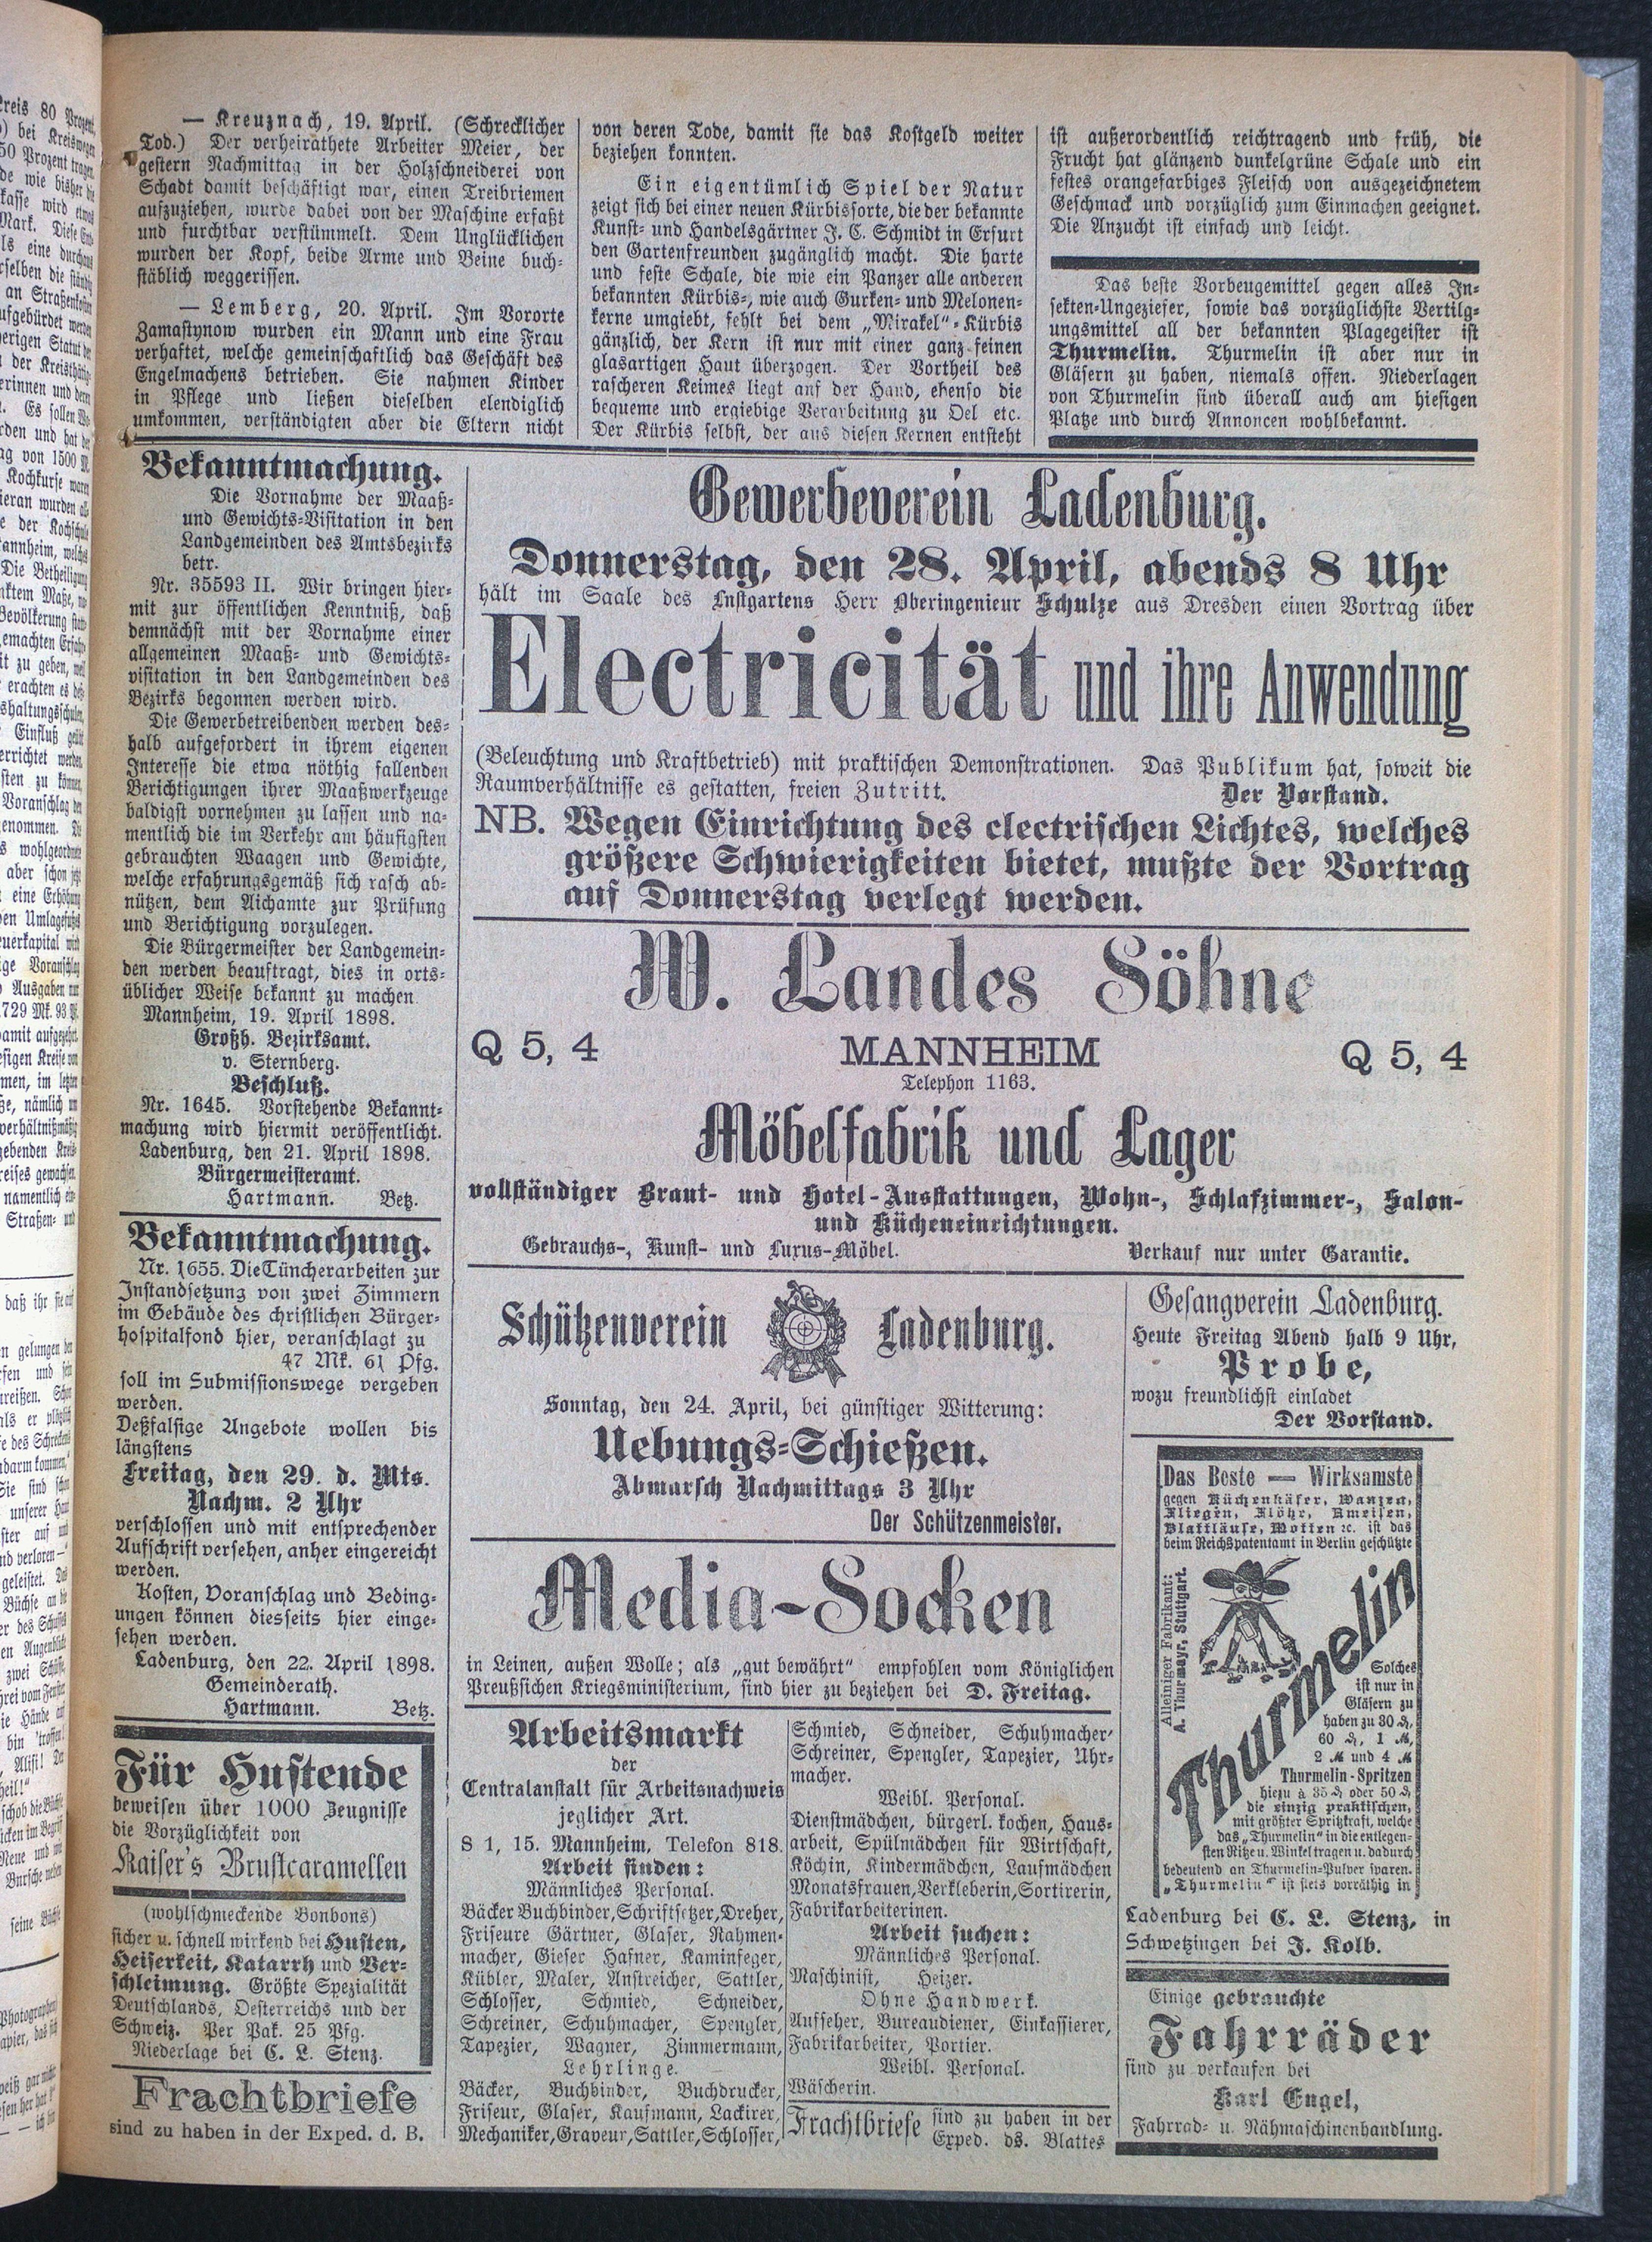 — Kreuznach, 19. April. (Schrecklicher
Tod.) Der verheirathete Arbeiter Meier, der
gestern Nachmittag in der Holzschneiderei von
Schadt damit beschäftigt war, einen Treibriemen
aufzuziehen, wurde dabei von der Maschine erfaßt
und furchtbar verstümmelt. Dem Unglücklichen
wurden der Kopf, beide Arme und Beine buch-
stäblich weggerissen.
— Lemberg, 20. April. Im Vororte
Zamastynow wurden ein Mann und eine Frau
verhaftet, welche gemeinschaftlich das Geschäft des
Engelmachens betrieben. Sie nahmen Kinder
in Pflege und ließen dieselben elendiglich
umkommen, verständigten aber die Eltern nicht
von deren Tode, damit sie das Kostgeld weiter
beziehen konnten.
Ein eigentümlich Spiel der Natur
zeigt sich bei einer neuen Kürbissorte, die der bekannte
Kunst- und Handelsgärtner J. C. Schmidt in Erfurt
den Gartenfreunden zugänglich macht. Die harte
und feste Schale, die wie ein Panzer alle anderen
bekannten Kürbis-, wie auch Gurken- und Melonen-
kerne umgiebt, fehlt bei dem „Mirakel"-Kürbis
gänzlich, der Kern ist nur mit einer ganz feinen
glasartigen Haut überzogen. Der Vortheil des
rascheren Keimes liegt auf der Hand, ebenso die
bequeme und ergiebige Verarbeitung zu Oel etc.
Der Kürbis selbst, der aus diesen Kernen entsteht
ist außerordentlich reichtragend und früh, die
Frucht hat glänzend dunkelgrüne Schale und ein
festes orangefarbiges Fleisch von ausgezeichnetem
Geschmack und vorzüglich zum Einmachen geeignet.
Die Anzucht ist einfach und leicht.
Das beste Vorbeugemittel gegen alles In-
sekten-Ungeziefer, sowie das vorzüglichste Vertilg-
ungsmittel all der bekannten Plagegeister ist
Thurmelin. Thurmelin ist aber nur in
Gläsern zu haben, niemals offen. Niederlagen
von Thurmelin sind überall auch am hiesigen
Platze und durch Annoncen wohlbekannt.
Bekanntmachung.
Die Vornahme der Maaß-
und Gewichts-Visitation in den
Landgemeinden des Amtsbezirks
betr.
Nr. 35593 II. Wir bringen hier-
mit zur öffentlichen Kenntniß, daß
demnächst mit der Vornahme einer
allgemeinen Maaß- und Gewichts-
visitation in den Landgemeinden des
Bezirks begonnen werden wird.
Die Gewerbetreibenden werden des-
halb aufgefordert in ihrem eigenen
Interesse die etwa nöthig fallenden
Berichtigungen ihrer Maaßwerkzeuge
baldigst vornehmen zu lassen und na-
mentlich die im Verkehr am häufigsten
gebrauchten Waagen und Gewichte,
welche erfahrungsgemäß sich rasch ab-
nützen, dem Aichamte zur Prüfung
und Berichtigung vorzulegen.
Die Bürgermeister der Landgemein-
den werden beauftragt, dies in orts-
üblicher Weise bekannt zu machen
Mannheim, 19. April 1898.
Großh. Bezirksamt.
v. Sternberg.
Beschluß.
Nr. 1645. Vorstehende Bekannt-
machung wird hiermit veröffentlicht.
Ladenburg, den 21. April 1898.
Bürgermeisteramt.
Hartmann. Betz.
Bekanntmachung.
Nr. 1655. Die Tüncherarbeiten zur
Instandsetzung von zwei Zimmern
im Gebäude des christlichen Bürger-
hospitalfond hier, veranschlagt zu
47 Mk. 61 Pfg.
soll im Submissionswege vergeben
werden.
Deßfalsige Angebote wollen bis
längstens
Freitag, den 29. d. Mts.
Nachm. 2 Uhr
verschlossen und mit entsprechender
Aufschrift versehen, anher eingereicht
werden.
Kosten, Voranschlag und Beding-
ungen können diesseits hier einge-
sehen werden.
Ladenburg, den 22. April 1898.
Gemeinderath.
Hartmann. Betz.
Für Hustende
beweisen über 1000 Zeugnisse
die Vorzüglichkeit von
Kaiser's Brustcaramellen
(wohlschmeckende Bonbons)
sicher u. schnell wirkend bei Husten,
Heiserkeit, Katarrh und Ver-
schleimung. Größte Spezialität
Deutschlands, Oesterreichs und der
Schweiz. Per Pak. 25 Pfg.
Niederlage bei C. L. Stenz.
Frachtbriefe
sind zu haben in der Exped. d. B.
Gewerbeverein Ladenburg.
Donnerstag, den 28. April, abends 8 Uhr
hält im Saale des Lustgartens Herr Oberingenieur Schulze aus Dresden einen Vortrag über
Electricität und ihre Anwendung
(Beleuchtung und Kraftbetrieb) mit praktischen Demonstrationen. Das Publikum hat, soweit die
Raumverhältnisse es gestatten, freien Zutritt. Der Vorstand.
NB. Wegen Einrichtung des electrischen Lichtes, welches
größere Schwierigkeiten bietet, mußte der Vortrag
auf Donnerstag verlegt werden.
W. Landes Söhne
Q 5, 4 MANNHEIM Q 5, 4
Telephon 1163.
Möbelfabrik und Lager
vollständiger Braut- und Hotel-Ausstattungen, Wohn-, Schlafzimmer-, Salon-
und Kücheneinrichtungen.
Gebrauchs-, Kunst- und Luxus-Möbel. Verkauf nur unter Garantie.
Schützenverein Ladenburg.
Sonntag, den 24. April, bei günstiger Witterung:
Uebungs-Schießen.
Abmarsch Nachmittags 3 Uhr
Der Schützenmeister.
Media-Socken
in Leinen, außen Wolle; als „gut bewährt" empfohlen vom Königlichen
Preußsichen Kriegsministerium, sind hier zu beziehen bei D. Freitag.
Arbeitsmarkt
der
Centralanstalt für Arbeitsnachweis
jeglicher Art.
S 1, 15. Mannheim, Telefon 818.
Arbeit finden:
Männliches Personal.
Bäcker Buchbinder, Schriftsetzer, Dreher,
Friseure Gärtner, Glaser, Rahmen-
macher, Gieser Hafner, Kaminfeger,
Kübler, Maler, Anstreicher, Sattler,
Schlosser, Schmied, Schneider,
Schreiner, Schuhmacher, Spengler,
Tapezier, Wagner, Zimmermann,
Lehrlinge.
Bäcker, Buchbinder, Buchdrucker,
Friseur, Glaser, Kaufmann, Lackirer,
Mechaniker, Graveur, Sattler, Schlosser,
Schmied, Schneider, Schuhmacher
Schreiner, Spengler, Tapezier, Uhr-
macher.
Weibl. Personal.
Dienstmädchen, bürgerl. kochen, Haus-
arbeit, Spülmädchen für Wirtschaft,
Köchin, Kindermädchen, Laufmädchen
Monatsfrauen, Verkleberin, Sortirerin,
Fabrikarbeiterinen.
Arbeit suchen:
Männliches Personal.
Maschinist, Heizer.
Ohne Handwerk.
Aufseher, Bureaudiener, Einkassierer,
Fabrikarbeiter, Portier.
Weibl. Personal.
Wäscherin.
Frachtbriefe sind zu haben in der
Exped. ds. Blattes
Gesangverein Ladenburg.
Heute Freitag Abend halb 9 Uhr,
Probe,
wozu freundlichst einladet
Der Vorstand.
Das Beste — Wirksamste
gegen Küchenkäfer, Wanzen,
Fliegen, Flöhe, Ameisen,
Blattläuse, Motten ꝛc. ist das
beim Reichspatentamt in Berlin geschützte
Alleiniger Fabrikant:
A. Thurmayr, Stuttgart.
Thurmelin
Solches
ist nur in
Gläsern zu
haben zu 30 ₰,
60 ₰, 1 ℳ,
2 ℳ und 4 ℳ
Thurmelin-Spritzen
hiezu à 35 ₰ oder 50 ₰
die einzig praktischen,
mit größter Spritzkraft, welche
das „Thurmelin" in die entlegen-
sten Ritzen u. Winkel tragen u. dadurch
bedeutend an Thurmelin-Pulver sparen.
„Thurmelin" ist stets vorräthig in
Ladenburg bei C. L. Stenz, in
Schwetzingen bei J. Kolb.
Einige gebrauchte
Fahrräder
sind zu verkaufen bei
Karl Engel,
Fahrrad- u. Nähmaschinenhandlung.